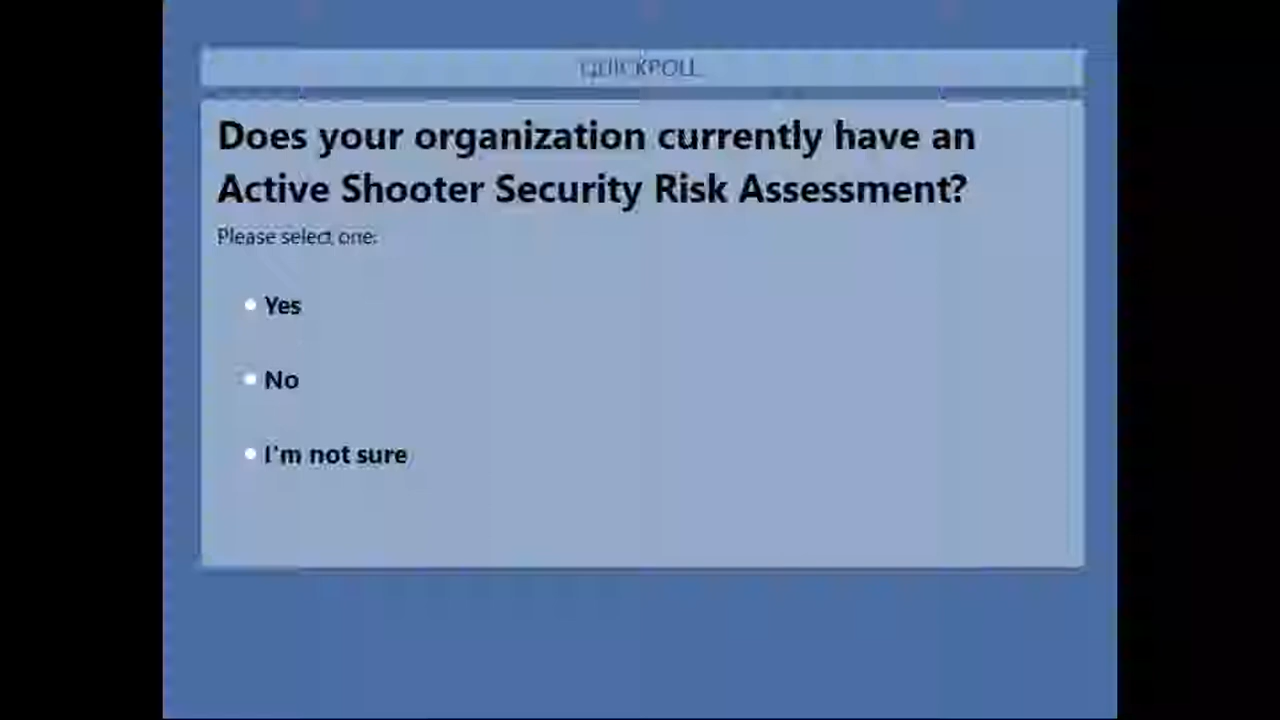 QUICKPOLL
Does your organization currently have an
Active Shooter Security Risk Assessment?
Please select one:
Yes
No
I'm not sure